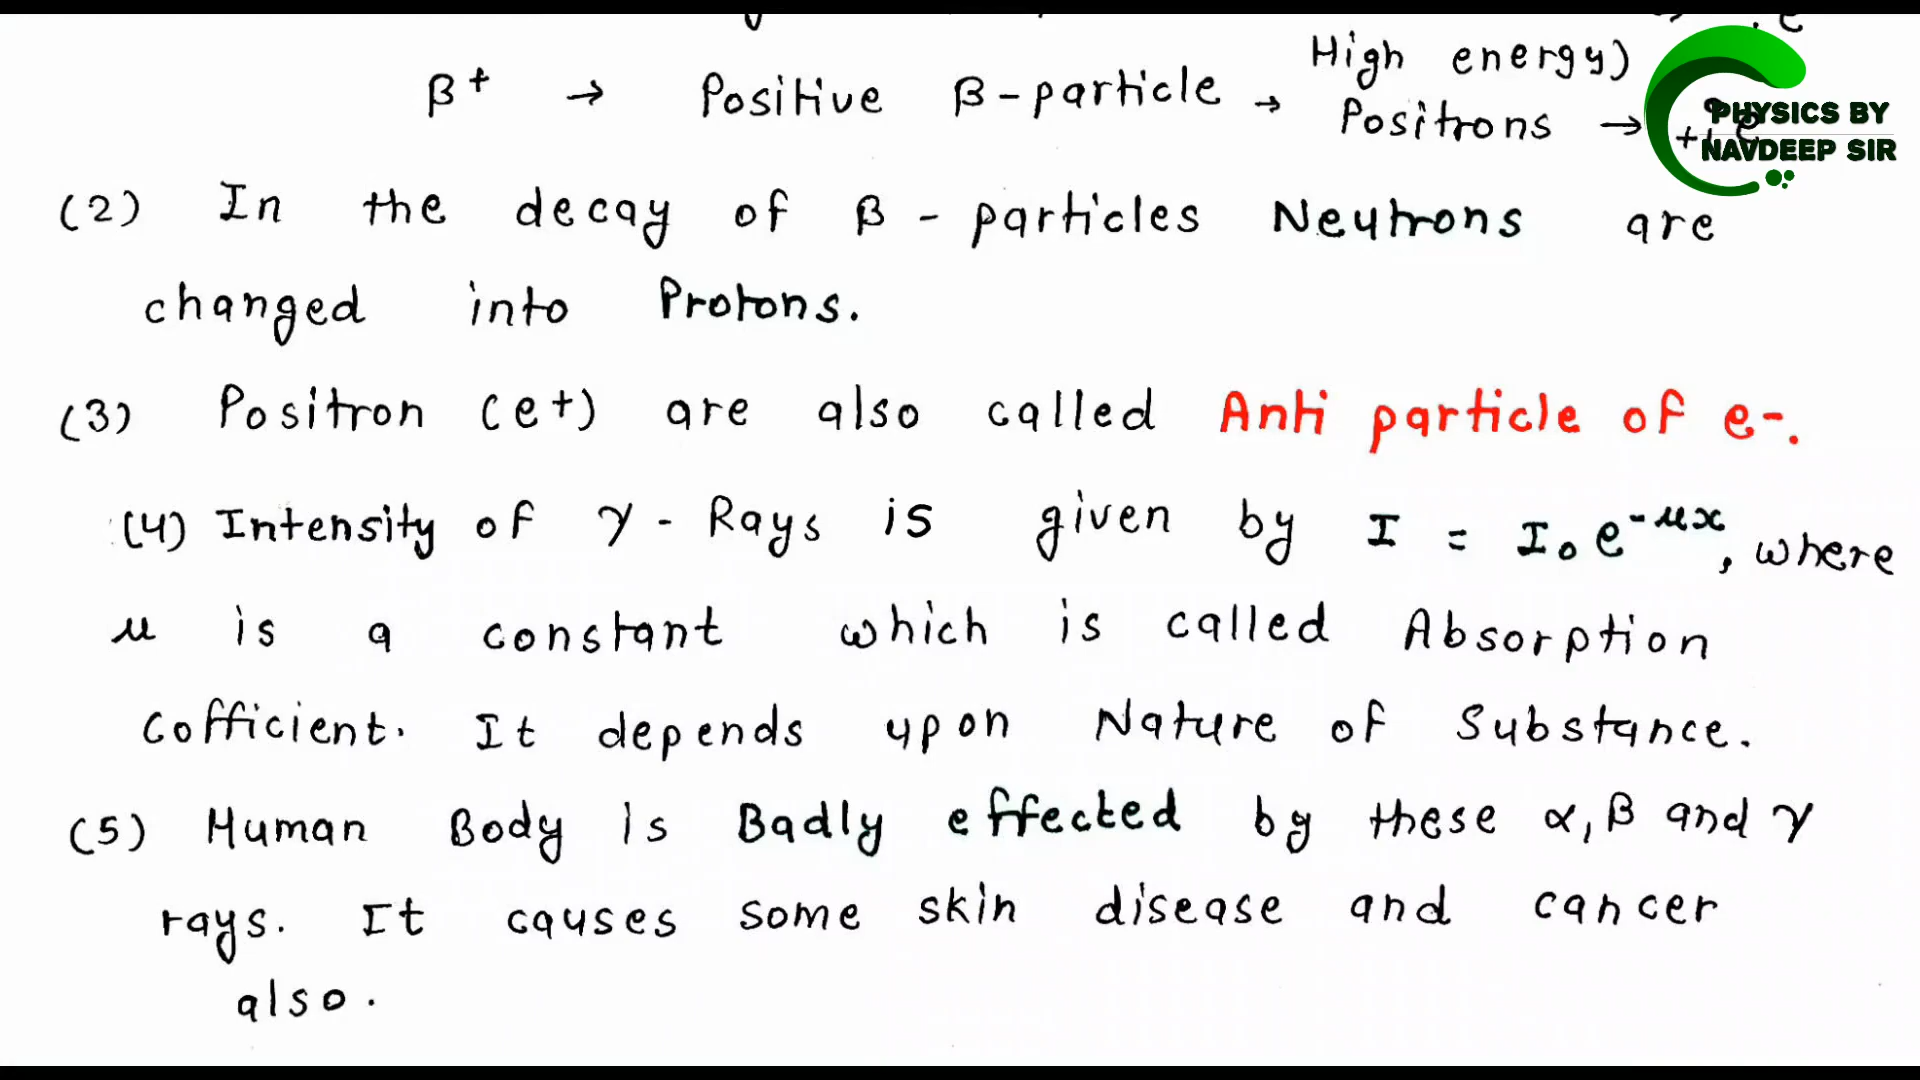 High energy)
β+ → Positive β-particle → Positrons →
PHYSICS BY
NAVDEEP SIR
(2) In the decay of β - particles Neutrons are
changed into Protons.
(3) Positron (e+) are also called Anti particle of e-.
(4) Intensity of γ - Rays is given by I = I₀ e^-μx, where
μ is a constant which is called Absorption
Cofficient. It depends upon Nature of Substance.
(5) Human Body is Badly effected by these α, β and γ
rays. It causes some skin disease and cancer
also.